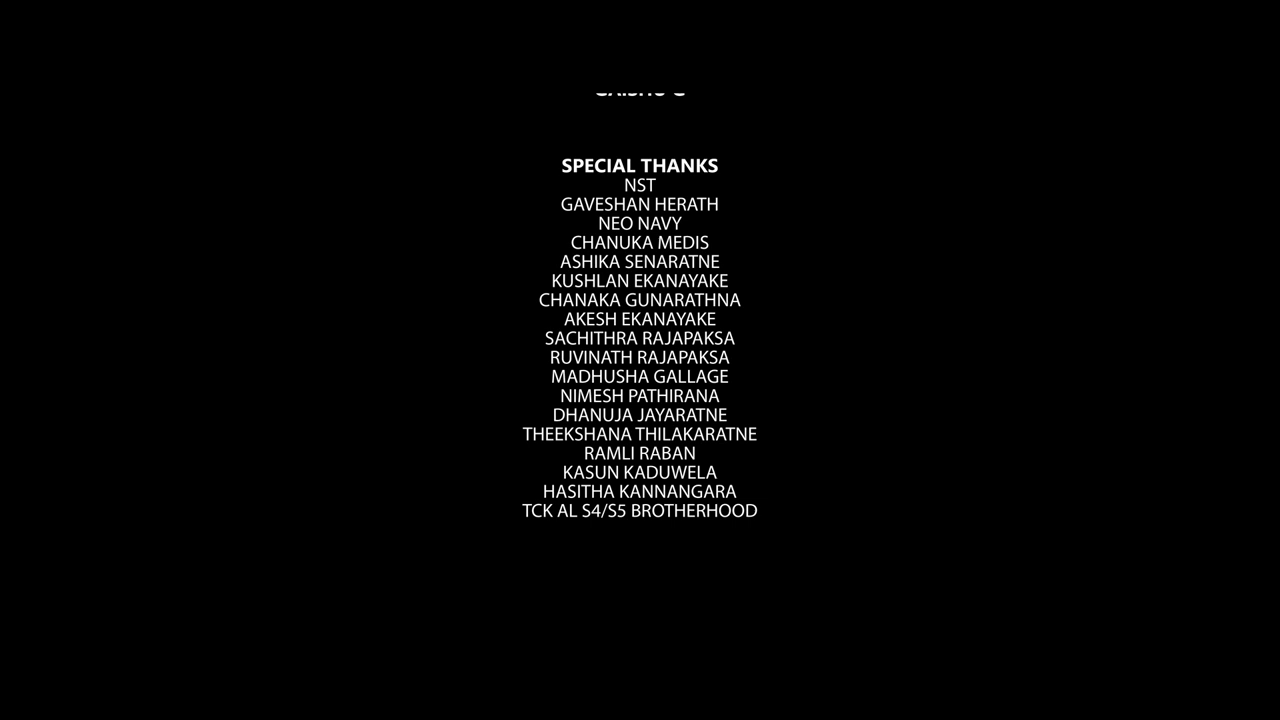 SPECIAL THANKS
NST
GAVESHAN HERATH
NEO NAVY
CHANUKA MEDIS
ASHIKA SENARATNE
KUSHLAN EKANAYAKE
CHANAKA GUNARATHNA
AKESH EKANAYAKE
SACHITHRA RAJAPAKSA
RUVINATH RAJAPAKSA
MADHUSHA GALLAGE
NIMESH PATHIRANA
DHANUJA JAYARATNE
THEEKSHANA THILAKARATNE
RAMLI RABAN
KASUN KADUWELA
HASITHA KANNANGARA
TCK AL S4/S5 BROTHERHOOD